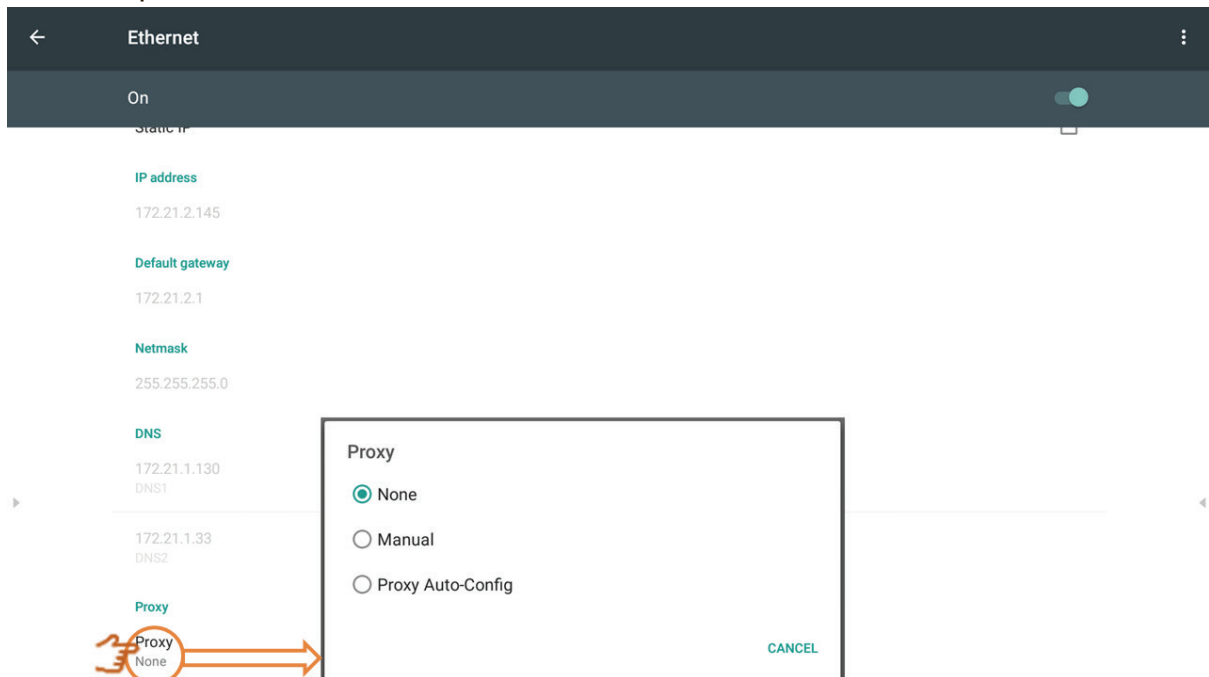 Ethernet
On
Static IP
IP address
172.21.2.145
Default gateway
172.21.2.1
Netmask
255.255.255.0
DNS
172.21.1.130
DNS1
172.21.1.33
DNS2
Proxy
Proxy
None
Proxy
None
Manual
Proxy Auto-Config
CANCEL